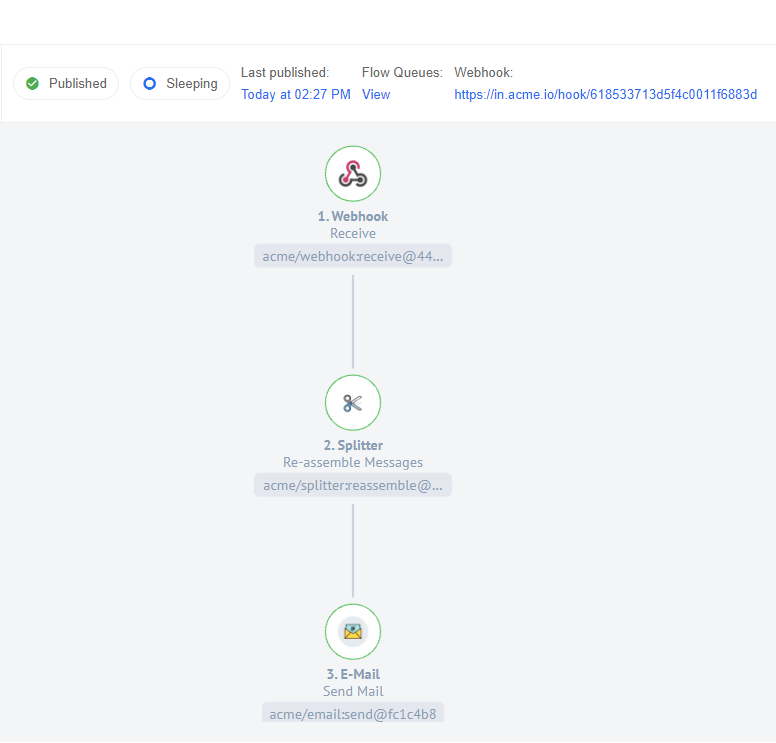 Published
Sleeping
Last published:
Flow Queues:
Webhook:
Today at 02:27 PM
View
https://in.acme.io/hook/618533713d5f4c0011f6883d
1. Webhook
Receive
acme/webhook:receive@44...
2. Splitter
Re-assemble Messages
acme/splitter:reassemble@...
3. E-Mail
Send Mail
acme/email:send@fc1c4b8